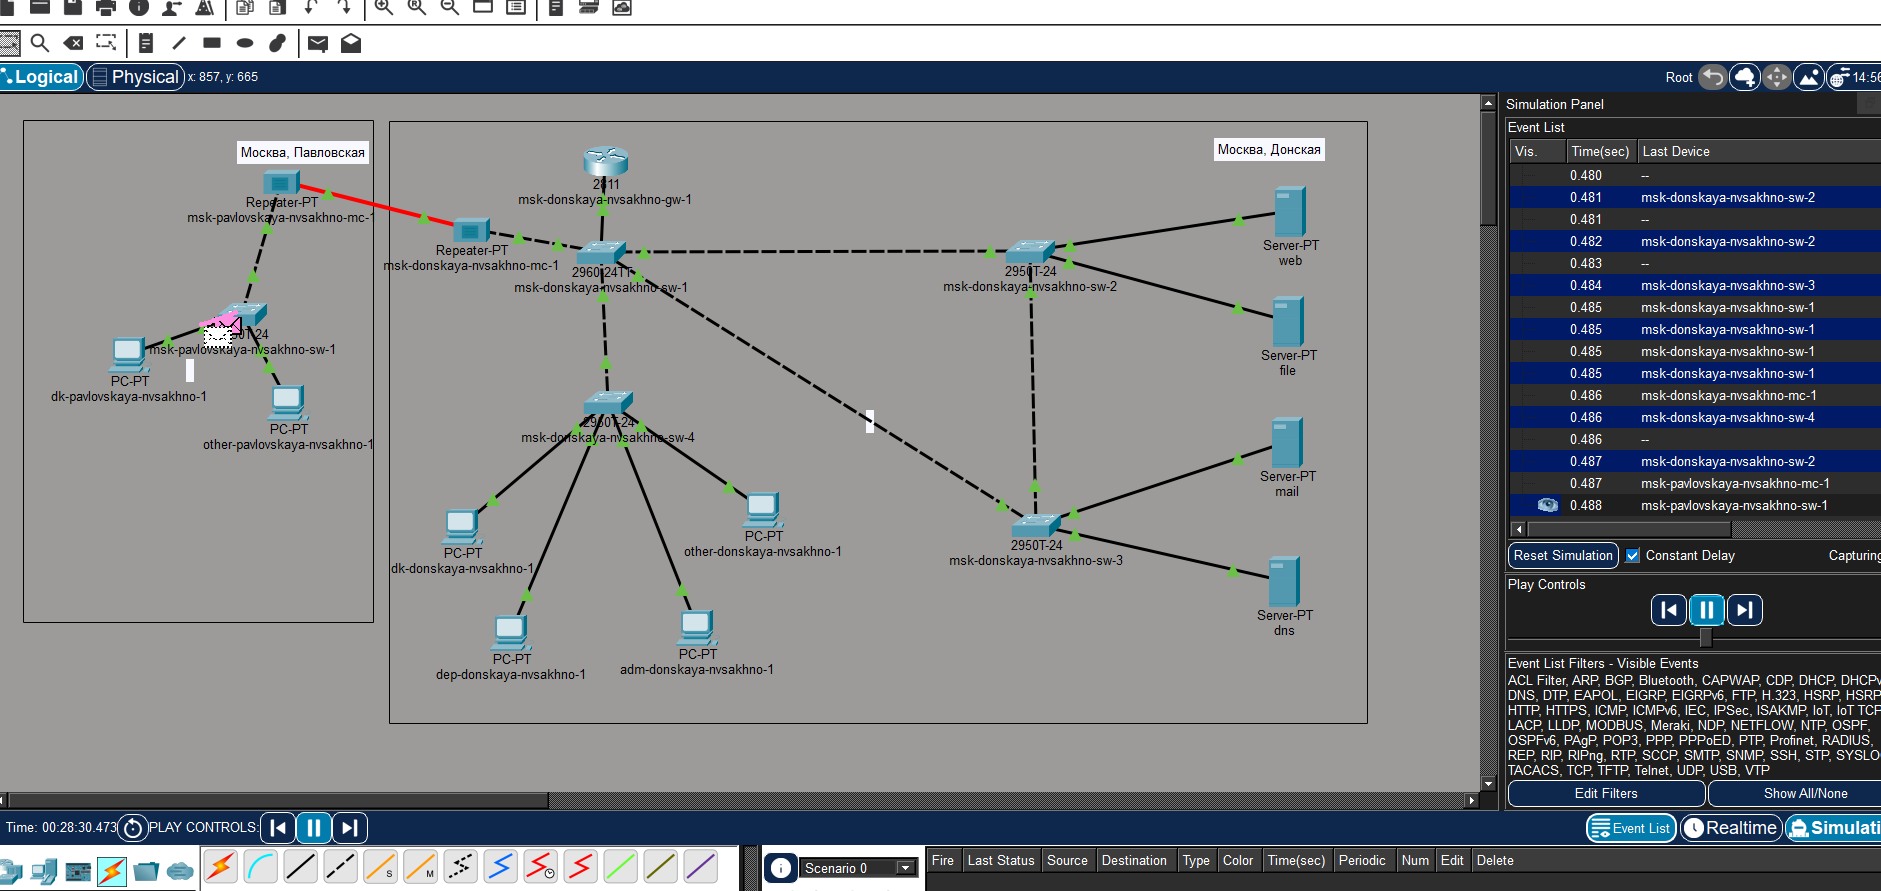 Logical
Physical
x: 857, y: 665
Root
14:56
Simulation Panel
Event List
Vis. Time(sec) Last Device
0.480 --
0.481 msk-donskaya-nvsakhno-sw-2
0.481 --
0.482 msk-donskaya-nvsakhno-sw-2
0.483 --
0.484 msk-donskaya-nvsakhno-sw-3
0.485 msk-donskaya-nvsakhno-sw-1
0.485 msk-donskaya-nvsakhno-sw-1
0.485 msk-donskaya-nvsakhno-sw-1
0.485 msk-donskaya-nvsakhno-sw-1
0.486 msk-donskaya-nvsakhno-mc-1
0.486 msk-donskaya-nvsakhno-sw-4
0.486 --
0.487 msk-donskaya-nvsakhno-sw-2
0.487 msk-pavlovskaya-nvsakhno-mc-1
0.488 msk-pavlovskaya-nvsakhno-sw-1
Reset Simulation
Constant Delay
Capturing
Play Controls
Event List Filters - Visible Events
ACL Filter, ARP, BGP, Bluetooth, CAPWAP, CDP, DHCP, DHCPv
DNS, DTP, EAPOL, EIGRP, EIGRPv6, FTP, H.323, HSRP, HSRP
HTTP, HTTPS, ICMP, ICMPv6, IEC, IPSec, ISAKMP, IoT, IoT TCP
LACP, LLDP, MODBUS, Meraki, NDP, NETFLOW, NTP, OSPF,
OSPFv6, PAgP, POP3, PPP, PPPoED, PTP, Profinet, RADIUS,
REP, RIP, RIPng, RTP, SCCP, SMTP, SNMP, SSH, STP, SYSLO
TACACS, TCP, TFTP, Telnet, UDP, USB, VTP
Edit Filters
Show All/None
Москва, Павловская
Repeater-PT
msk-pavlovskaya-nvsakhno-mc-1
0T-24
msk-pavlovskaya-nvsakhno-sw-1
PC-PT
dk-pavlovskaya-nvsakhno-1
PC-PT
other-pavlovskaya-nvsakhno-1
Москва, Донская
2811
msk-donskaya-nvsakhno-gw-1
Repeater-PT
msk-donskaya-nvsakhno-mc-1
2960-24TT
msk-donskaya-nvsakhno-sw-1
2950T-24
msk-donskaya-nvsakhno-sw-2
Server-PT
web
Server-PT
file
2950T-24
msk-donskaya-nvsakhno-sw-4
Server-PT
mail
PC-PT
dk-donskaya-nvsakhno-1
PC-PT
other-donskaya-nvsakhno-1
2950T-24
msk-donskaya-nvsakhno-sw-3
Server-PT
dns
PC-PT
dep-donskaya-nvsakhno-1
PC-PT
adm-donskaya-nvsakhno-1
Time: 00:28:30.473
PLAY CONTROLS:
Event List
Realtime
Simulati
S
M
Scenario 0
Fire Last Status Source Destination Type Color Time(sec) Periodic Num Edit Delete